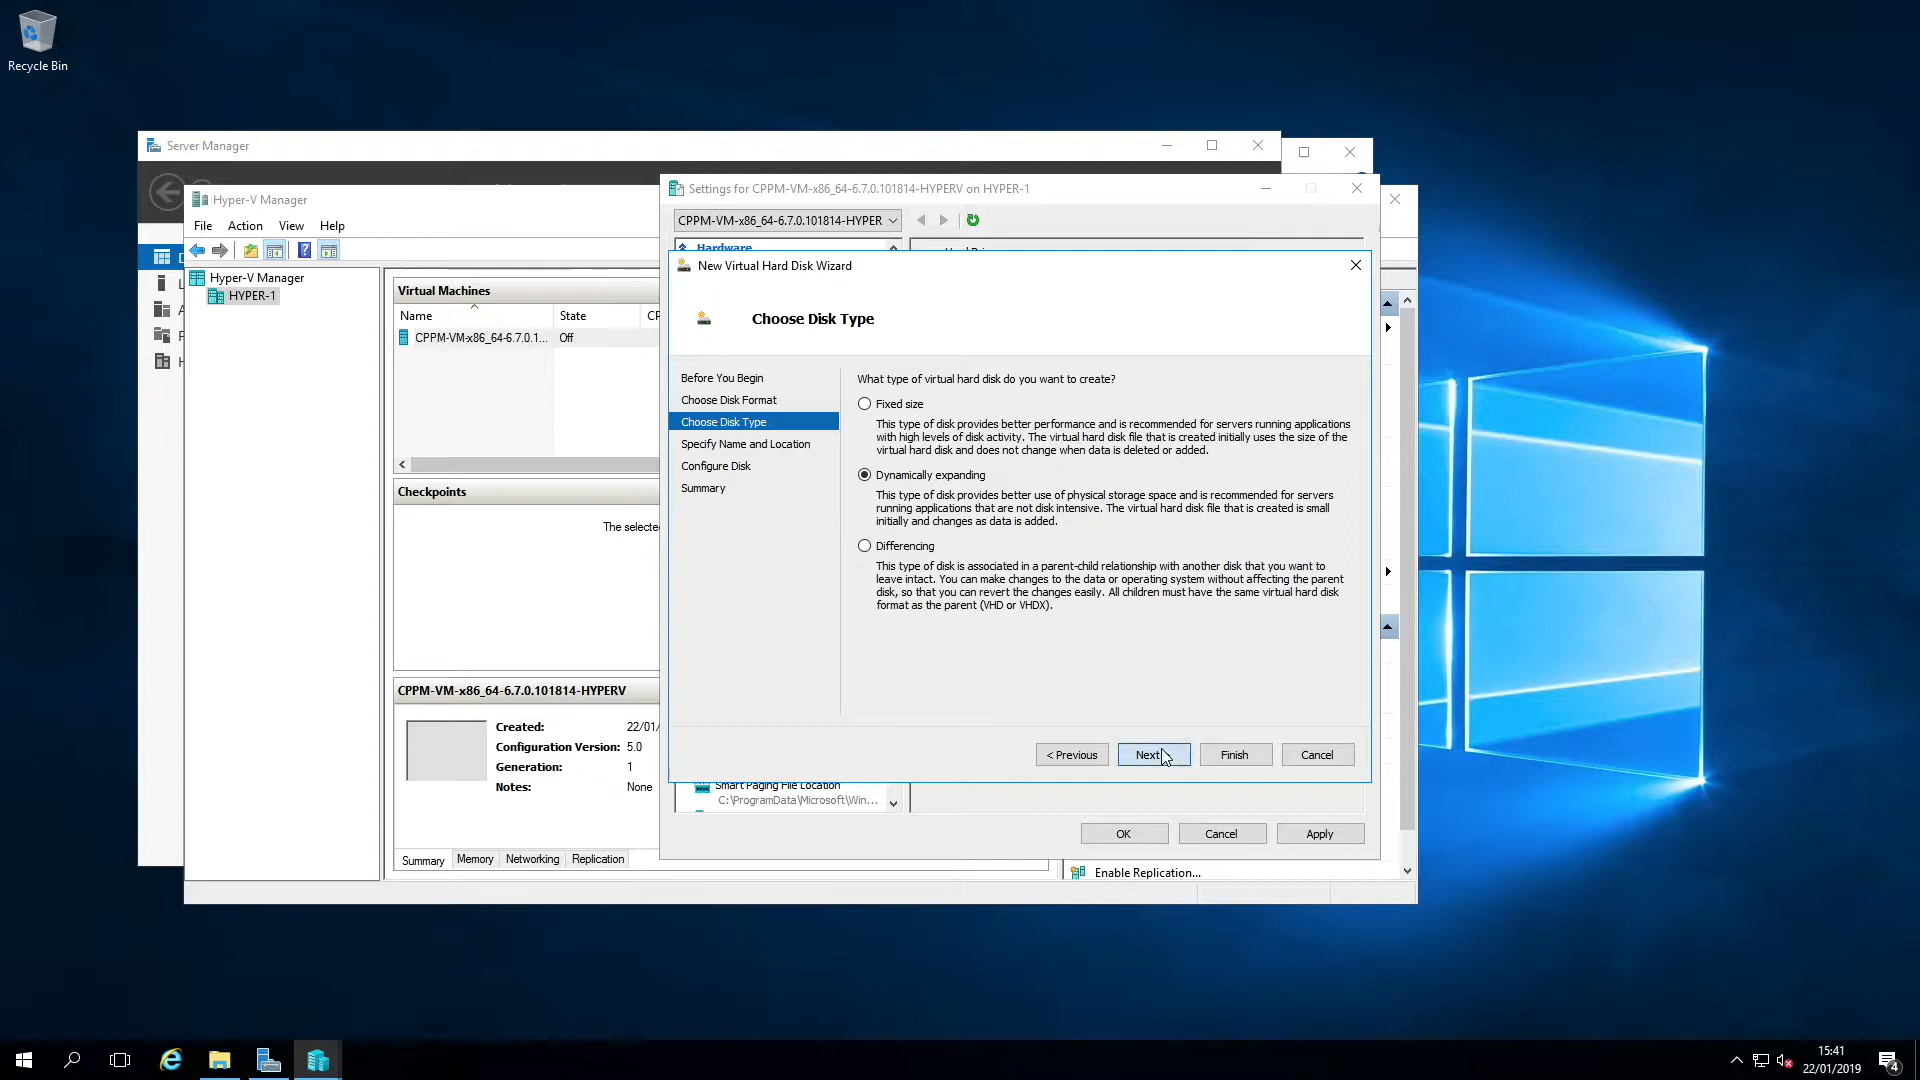 Recycle Bin
Server Manager
Settings for CPPM-VM-x86_64-6.7.0.101814-HYPERV on HYPER-1
Hyper-V Manager
CPPM-VM-x86_64-6.7.0.101814-HYPER
File Action View Help
Hardware
New Virtual Hard Disk Wizard
Hyper-V Manager
HYPER-1
Virtual Machines
Name State CP
CPPM-VM-x86_64-6.7.0.1... Off
Checkpoints
The selecte
CPPM-VM-x86_64-6.7.0.101814-HYPERV
Created: 22/01/
Configuration Version: 5.0
Generation: 1
Notes: None
Summary Memory Networking Replication
Choose Disk Type
Before You Begin
Choose Disk Format
Choose Disk Type
Specify Name and Location
Configure Disk
Summary
What type of virtual hard disk do you want to create?
Fixed size
This type of disk provides better performance and is recommended for servers running applications
with high levels of disk activity. The virtual hard disk file that is created initially uses the size of the
virtual hard disk and does not change when data is deleted or added.
Dynamically expanding
This type of disk provides better use of physical storage space and is recommended for servers
running applications that are not disk intensive. The virtual hard disk file that is created is small
initially and changes as data is added.
Differencing
This type of disk is associated in a parent-child relationship with another disk that you want to
leave intact. You can make changes to the data or operating system without affecting the parent
disk, so that you can revert the changes easily. All children must have the same virtual hard disk
format as the parent (VHD or VHDX).
< Previous Next Finish Cancel
Smart Paging File Location
C:\ProgramData\Microsoft\Win...
OK Cancel Apply
Enable Replication...
15:41
22/01/2019
4